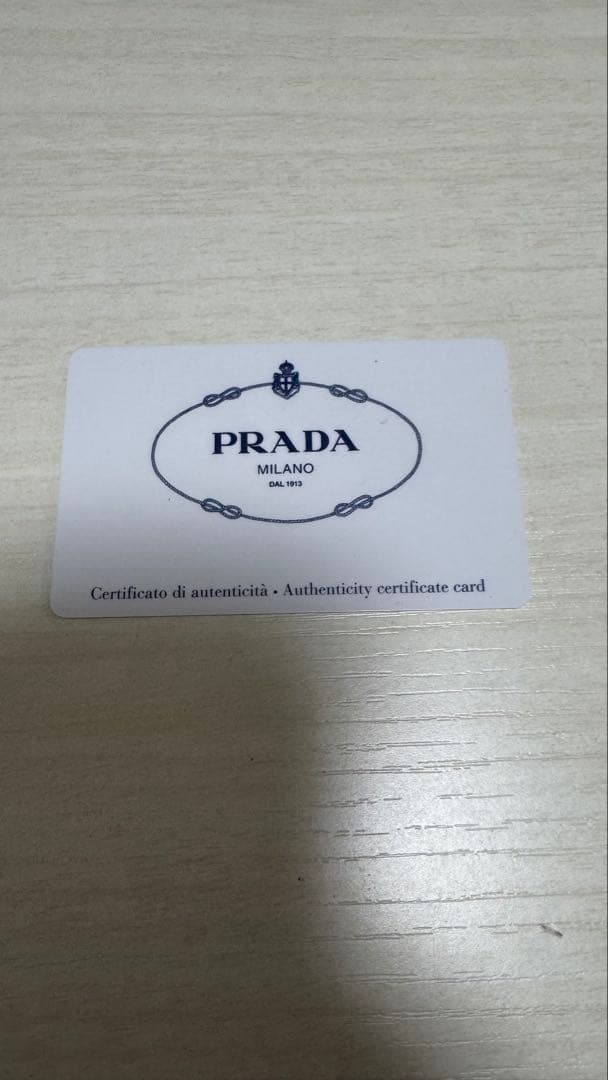 PRADA
MILANO
DAL 1913
Certificato di autenticità • Authenticity certificate card